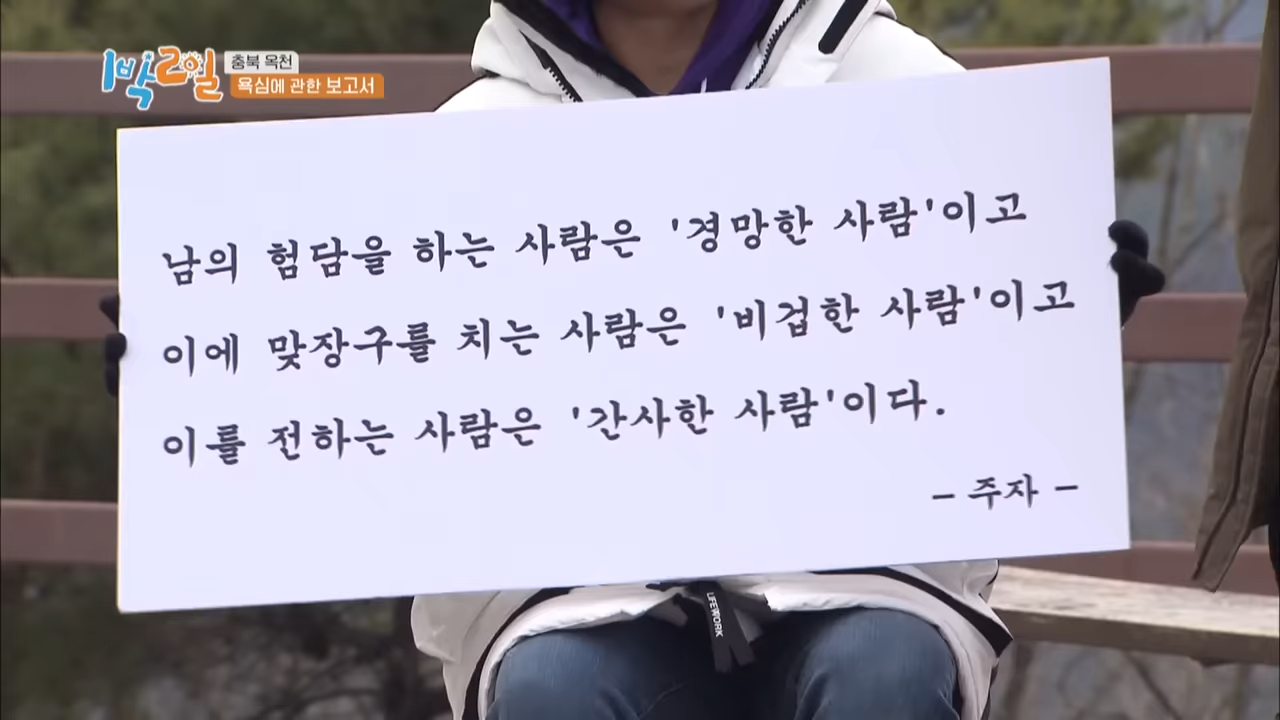 1박2일
충북 옥천
욕심에 관한 보고서
남의 험담을 하는 사람은 '경망한 사람'이고
이에 맞장구를 치는 사람은 '비겁한 사람'이고
이를 전하는 사람은 '간사한 사람'이다.
- 주자 -
LIFEWORK